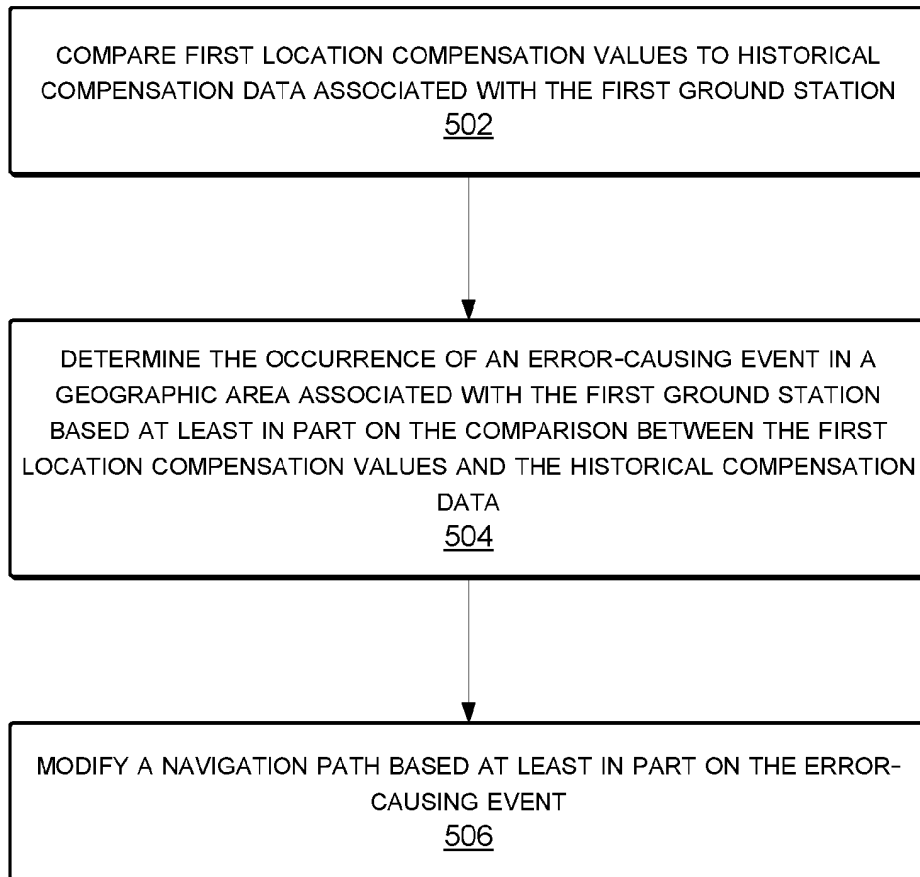 COMPARE FIRST LOCATION COMPENSATION VALUES TO HISTORICAL
COMPENSATION DATA ASSOCIATED WITH THE FIRST GROUND STATION
502
DETERMINE THE OCCURRENCE OF AN ERROR-CAUSING EVENT IN A
GEOGRAPHIC AREA ASSOCIATED WITH THE FIRST GROUND STATION
BASED AT LEAST IN PART ON THE COMPARISON BETWEEN THE FIRST
LOCATION COMPENSATION VALUES AND THE HISTORICAL COMPENSATION
DATA
504
MODIFY A NAVIGATION PATH BASED AT LEAST IN PART ON THE ERROR-
CAUSING EVENT
506